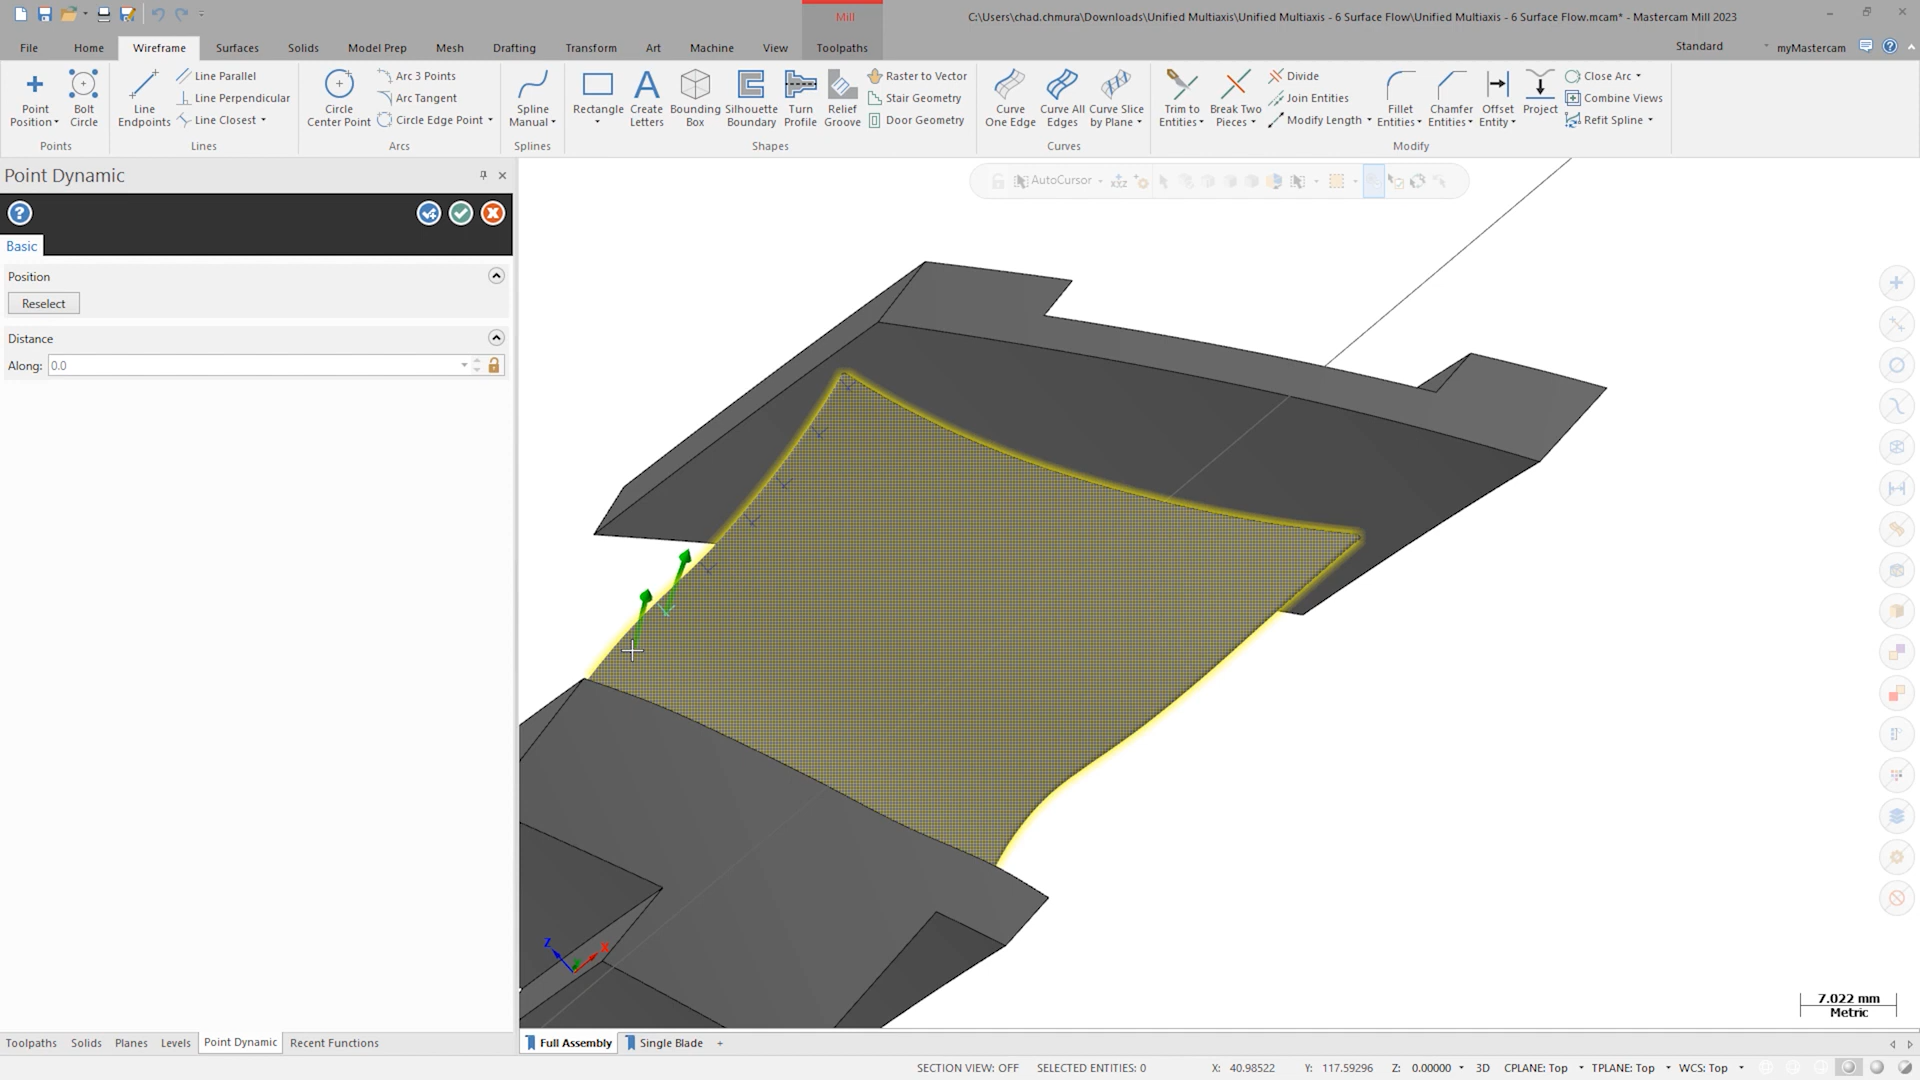 Mill
C:\Users\chad.chmura\Downloads\Unified Multiaxis\Unified Multiaxis - 6 Surface Flow\Unified Multiaxis - 6 Surface Flow.mcam* - Mastercam Mill 2023
File Home Wireframe Surfaces Solids Model Prep Mesh Drafting Transform Art Machine View Toolpaths Standard myMastercam
Point Position
Bolt Circle
Points
Line Endpoints
Line Parallel
Line Perpendicular
Line Closest
Lines
Circle Center Point
Arc 3 Points
Arc Tangent
Circle Edge Point
Arcs
Spline Manual
Splines
Rectangle
Create Letters
Bounding Box
Silhouette Boundary
Turn Profile
Relief Groove
Raster to Vector
Stair Geometry
Door Geometry
Shapes
Curve One Edge
Curve All Edges
Curve Slice by Plane
Curves
Trim to Entities
Break Two Pieces
Divide
Join Entities
Modify Length
Fillet Entities
Chamfer Entities
Offset Entity
Project
Close Arc
Combine Views
Refit Spline
Modify
Point Dynamic
Basic
Position
Reselect
Distance
Along: 0.0
AutoCursor
Z
X
7.022 mm
Metric
Toolpaths Solids Planes Levels Point Dynamic Recent Functions
Full Assembly Single Blade +
SECTION VIEW: OFF SELECTED ENTITIES: 0 X: 40.98522 Y: 117.59296 Z: 0.00000 3D CPLANE: Top TPLANE: Top WCS: Top